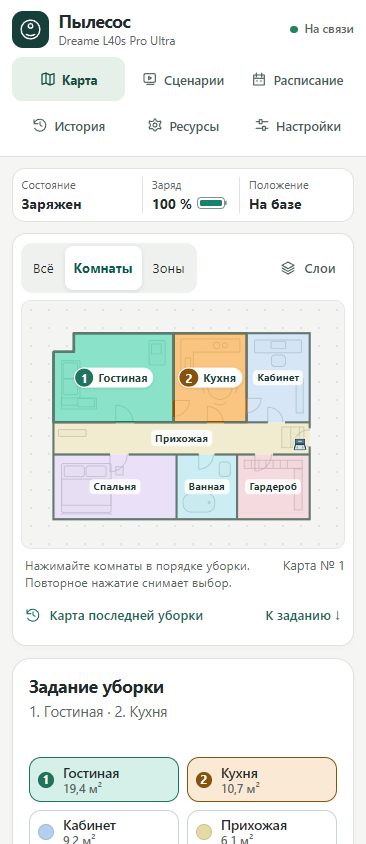 Пылесос
Dreame L40s Pro Ultra
На связи
Карта
Сценарии
Расписание
История
Ресурсы
Настройки
Состояние
Заряжен
Заряд
100 %
Положение
На базе
Всё
Комнаты
Зоны
Слои
1 Гостиная
2 Кухня
Кабинет
Прихожая
Спальня
Ванная
Гардероб
Нажимайте комнаты в порядке уборки.
Повторное нажатие снимает выбор.
Карта № 1
Карта последней уборки
К заданию ↓
Задание уборки
1. Гостиная · 2. Кухня
1 Гостиная
19,4 м²
2 Кухня
10,7 м²
Кабинет
9,2 м²
Прихожая
6,1 м²